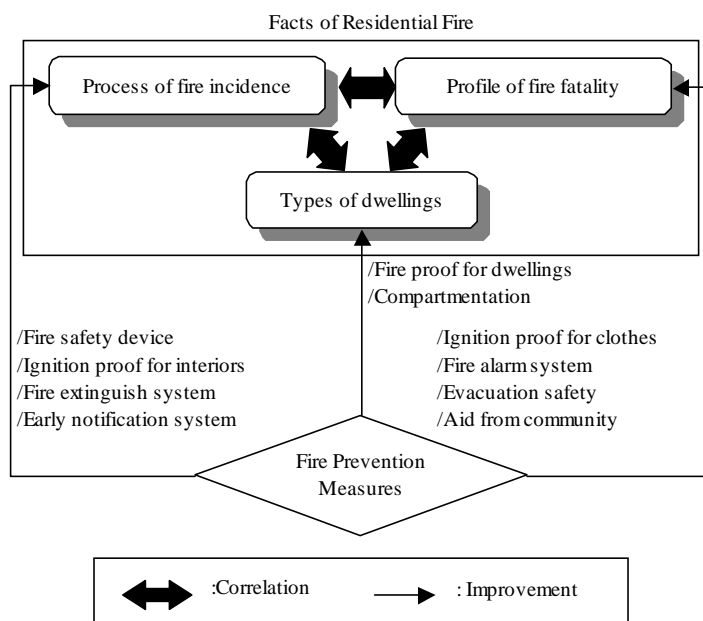 Facts of Residential Fire
Process of fire incidence
Profile of fire fatality
Types of dwellings
/Fire proof for dwellings
/Compartmentation
/Fire safety device
/Ignition proof for interiors
/Fire extinguish system
/Early notification system
/Ignition proof for clothes
/Fire alarm system
/Evacuation safety
/Aid from community
Fire Prevention
Measures
:Correlation
: Improvement